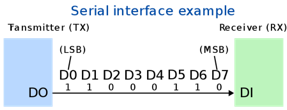 Serial interface example
Transmitter (TX) Receiver (RX)
(LSB) (MSB)
D0 D1 D2 D3 D4 D5 D6 D7
DO 1 1 0 0 0 1 1 0 DI